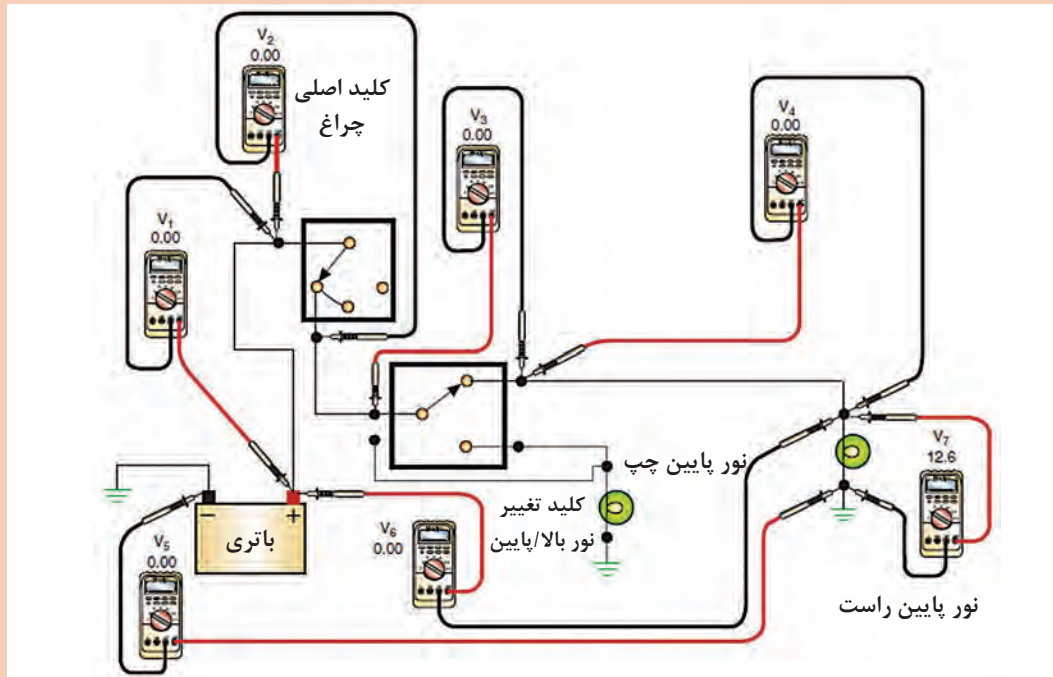 V2
0.00
کلید اصلی
چراغ
V3
0.00
V4
0.00
V1
0.00
نور پایین چپ
V7
12.6
کلید تغییر
نور بالا/پایین
− +
باتری
V6
0.00
V5
0.00
نور پایین راست